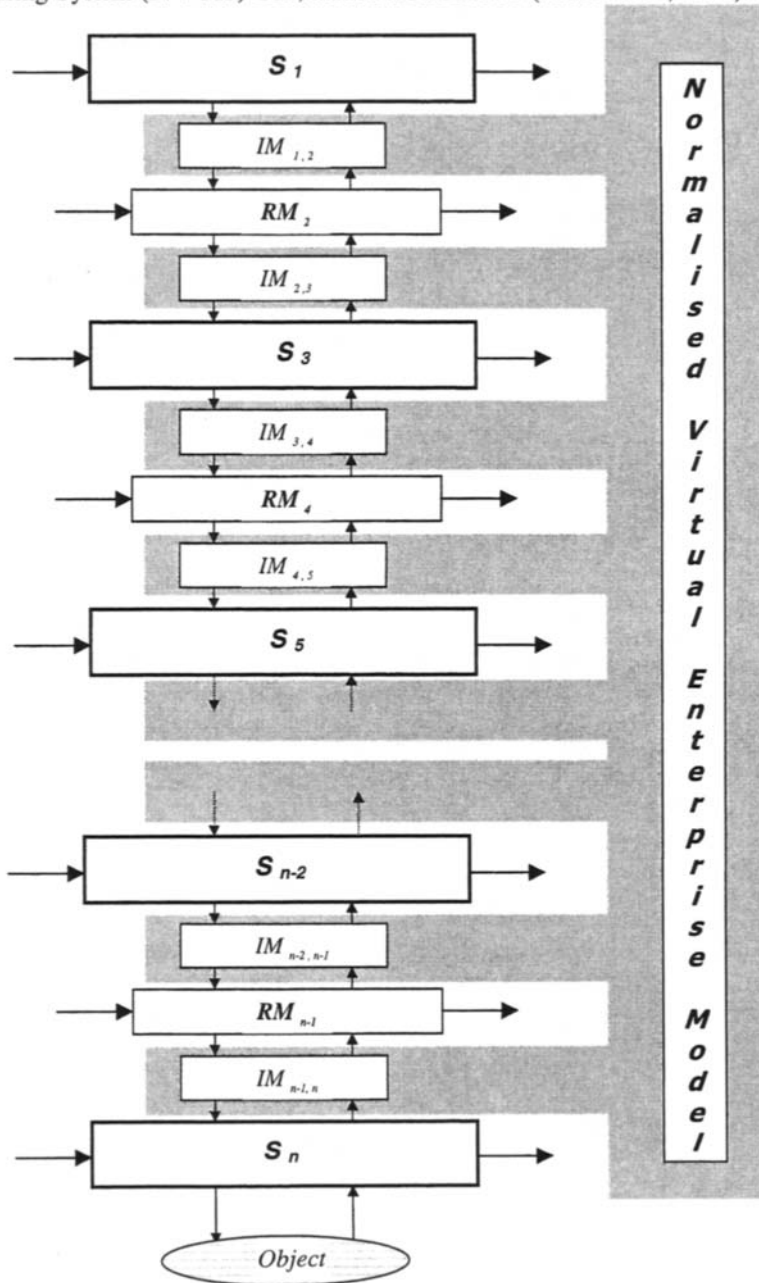 S 1
IM 1,2
RM 2
IM 2,3
S 3
IM 3,4
RM 4
IM 4,5
S 5
S n-2
IM n-2, n-1
RM n-1
IM n-1, n
S n
Object
Normalised Virtual Enterprise Model